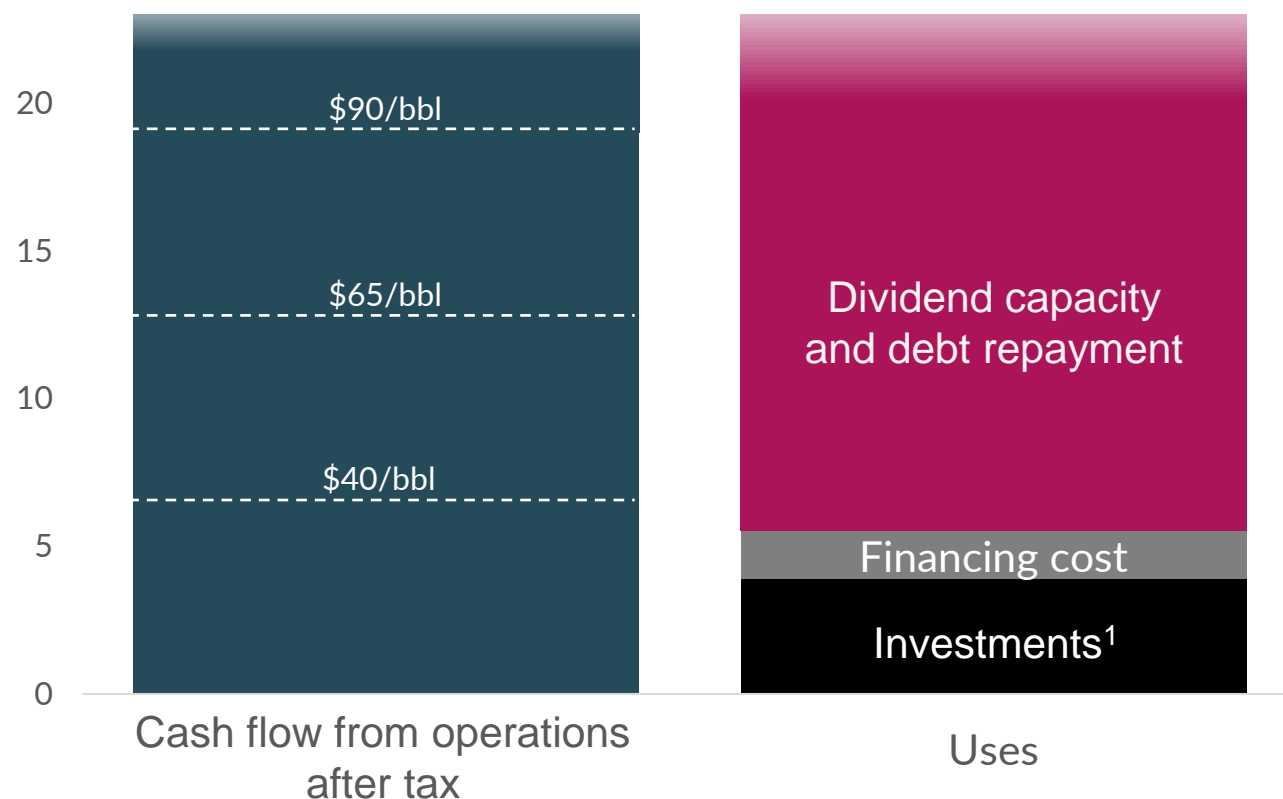 20
15
10
5
0
$90/bbl
$65/bbl
$40/bbl
Dividend capacity
and debt repayment
Financing cost
Investments¹
Cash flow from operations
after tax
Uses